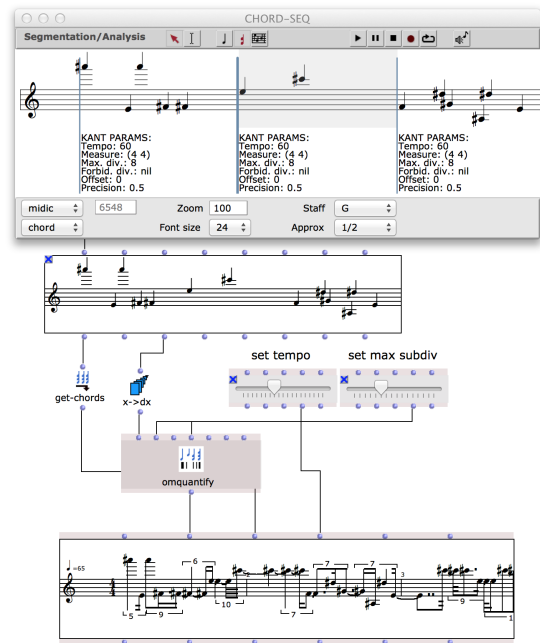 CHORD-SEQ
Segmentation/Analysis
KANT PARAMS: KANT PARAMS: KANT PARAMS:
Tempo: 60 Tempo: 60 Tempo: 60
Measure: (4 4) Measure: (4 4) Measure: (4 4)
Max. div.: 8 Max. div.: 8 Max. div.: 8
Forbid. div.: nil Forbid. div.: nil Forbid. div.: nil
Offset: 0 Offset: 0 Offset: 0
Precision: 0.5 Precision: 0.5 Precision: 0.5
midic 6548 Zoom 100 Staff G
chord Font size 24 Approx 1/2
set tempo set max subdiv
get-chords x->dx
omquantify
=65
6 7 7 3
4 4
5 9 10 7 9 1